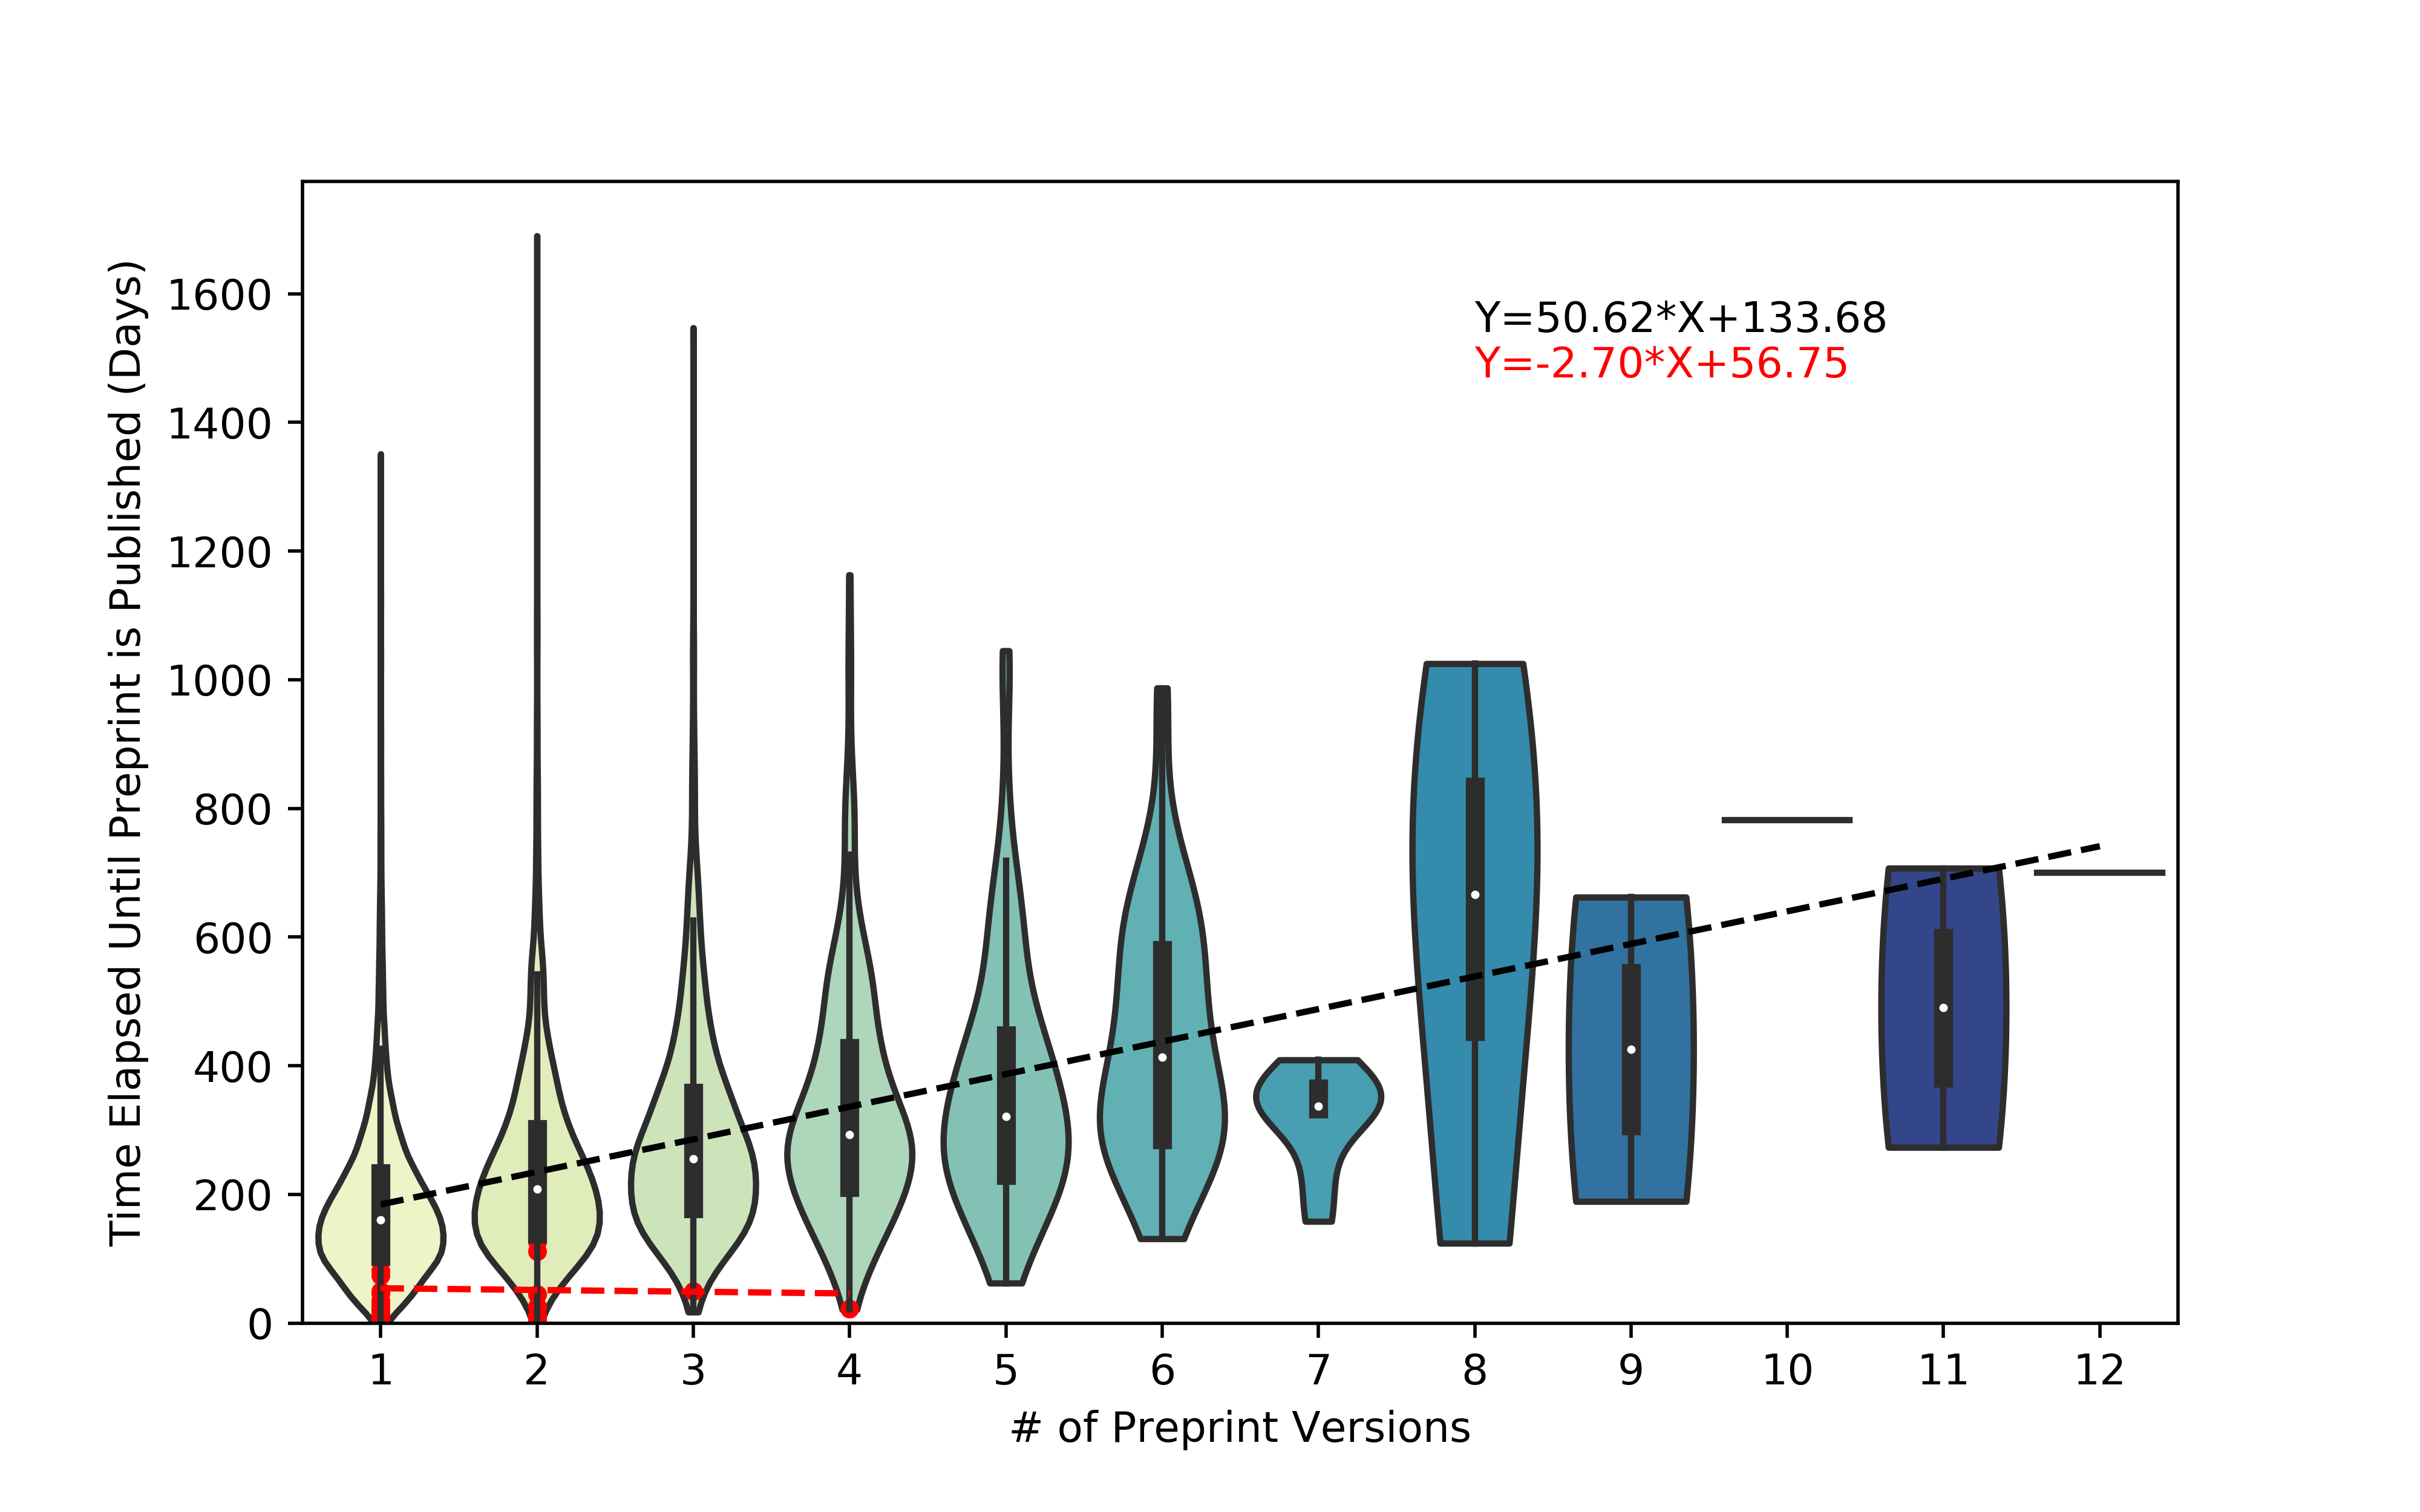 Time Elapsed Until Preprint is Published (Days)
1600
1400
1200
1000
800
600
400
200
0
Y=50.62*X+133.68
Y=-2.70*X+56.75
1 2 3 4 5 6 7 8 9 10 11 12
# of Preprint Versions